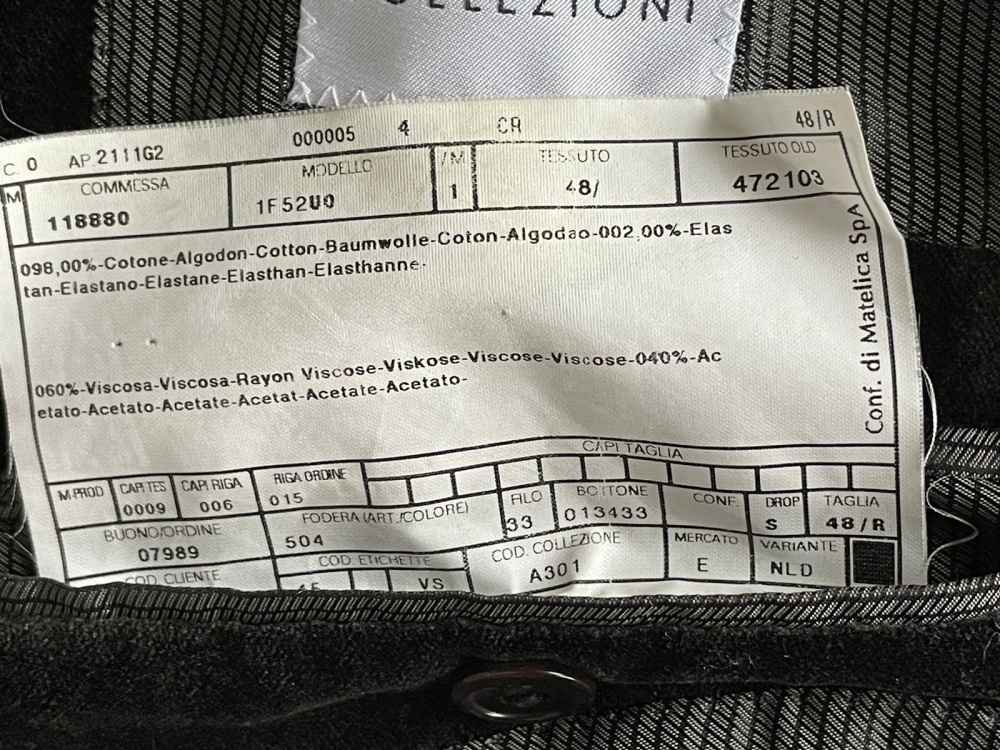 COLLEZIONI
C. 0 AP.2111G2 000005 4 CR 48/R
M COMMESSA MODELLO /M TESSUTO TESSUTO OLD
118880 1F52U0 1 48/ 472103
098,00%-Cotone-Algodon-Cotton-Baumwolle-Coton-Algodao-002,00%-Elas
tan-Elastano-Elastane-Elasthan-Elasthanne-
060%-Viscosa-Viscosa-Rayon Viscose-Viskose-Viscose-Viscose-040%-Ac
etato-Acetato-Acetate-Acetat-Acetate-Acetato-
Conf. di Matelica SpA
CAPI TAGLIA
M.PROD CAPI TES CAPI RIGA RIGA ORDINE
0009 006 015
BUONO/ORDINE FODERA (ART./COLORE) FILO BOTTONE CONF. DROP TAGLIA
07989 504 33 013433 S 48/R
COD. CLIENTE COD. ETICHETTE COD. COLLEZIONE MERCATO VARIANTE
VS A301 E NLD